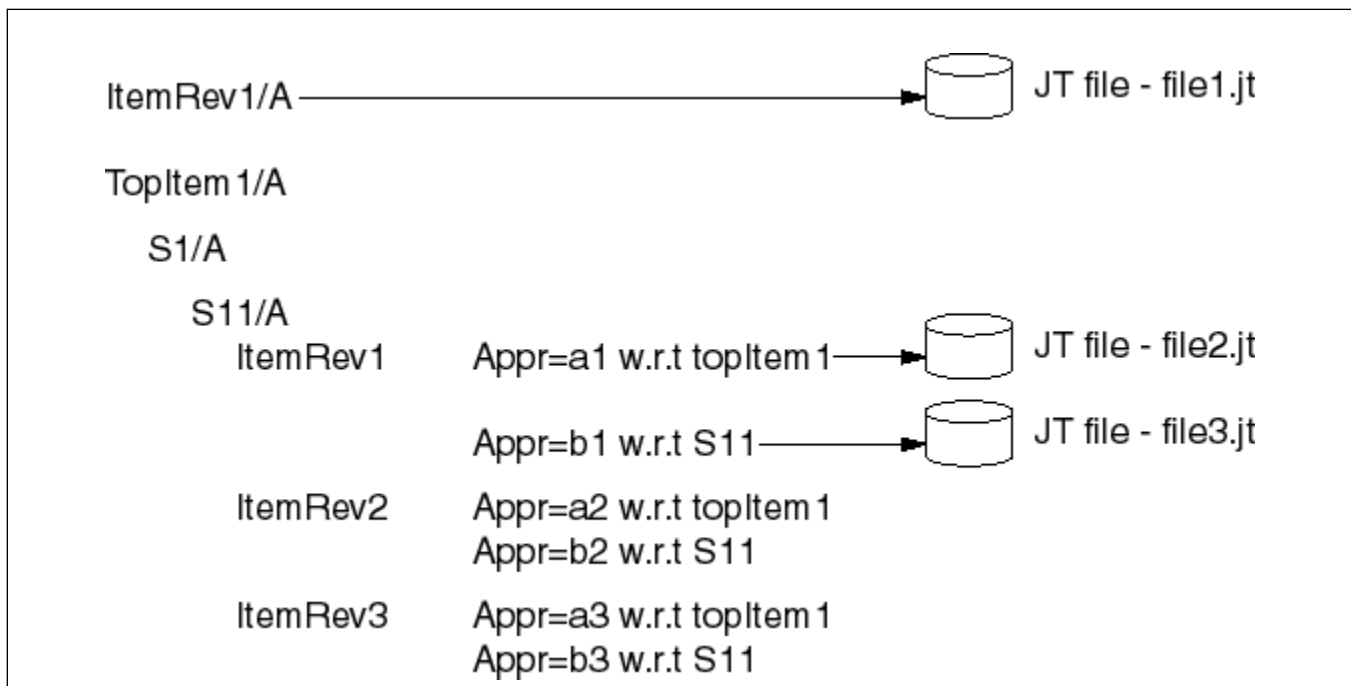 ItemRev1/A JT file - file1.jt
TopItem1/A
S1/A
S11/A
ItemRev1 Appr=a1 w.r.t topItem1 JT file - file2.jt
Appr=b1 w.r.t S11 JT file - file3.jt
ItemRev2 Appr=a2 w.r.t topItem1
Appr=b2 w.r.t S11
ItemRev3 Appr=a3 w.r.t topItem1
Appr=b3 w.r.t S11